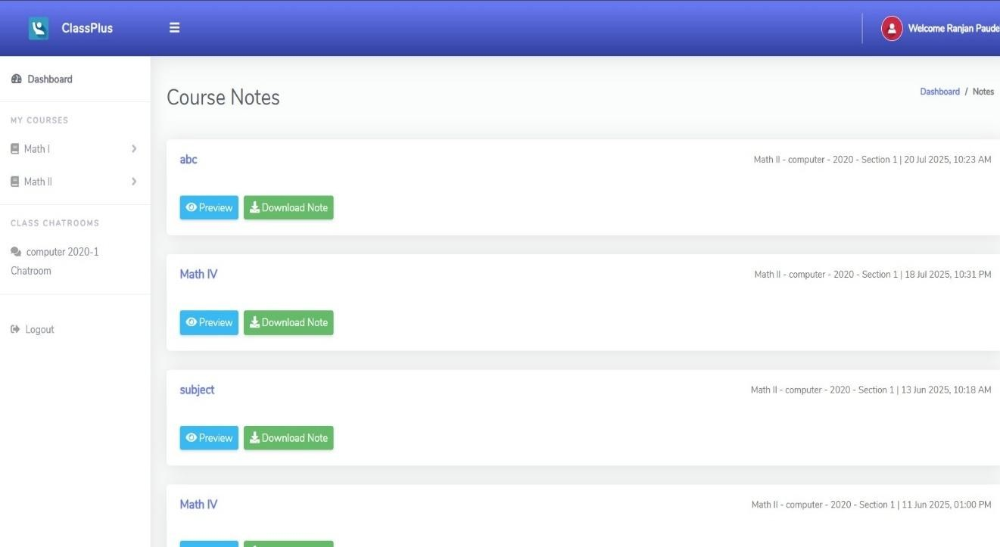 ClassPlus
Welcome Ranjan Paude
Dashboard
Course Notes
Dashboard / Notes
MY COURSES
Math I
Math II
CLASS CHATROOMS
computer 2020-1
Chatroom
Logout
abc
Math II - computer - 2020 - Section 1 | 20 Jul 2025, 10:23 AM
Preview Download Note
Math IV
Math II - computer - 2020 - Section 1 | 18 Jul 2025, 10:31 PM
Preview Download Note
subject
Math II - computer - 2020 - Section 1 | 13 Jun 2025, 10:18 AM
Preview Download Note
Math IV
Math II - computer - 2020 - Section 1 | 11 Jun 2025, 01:00 PM